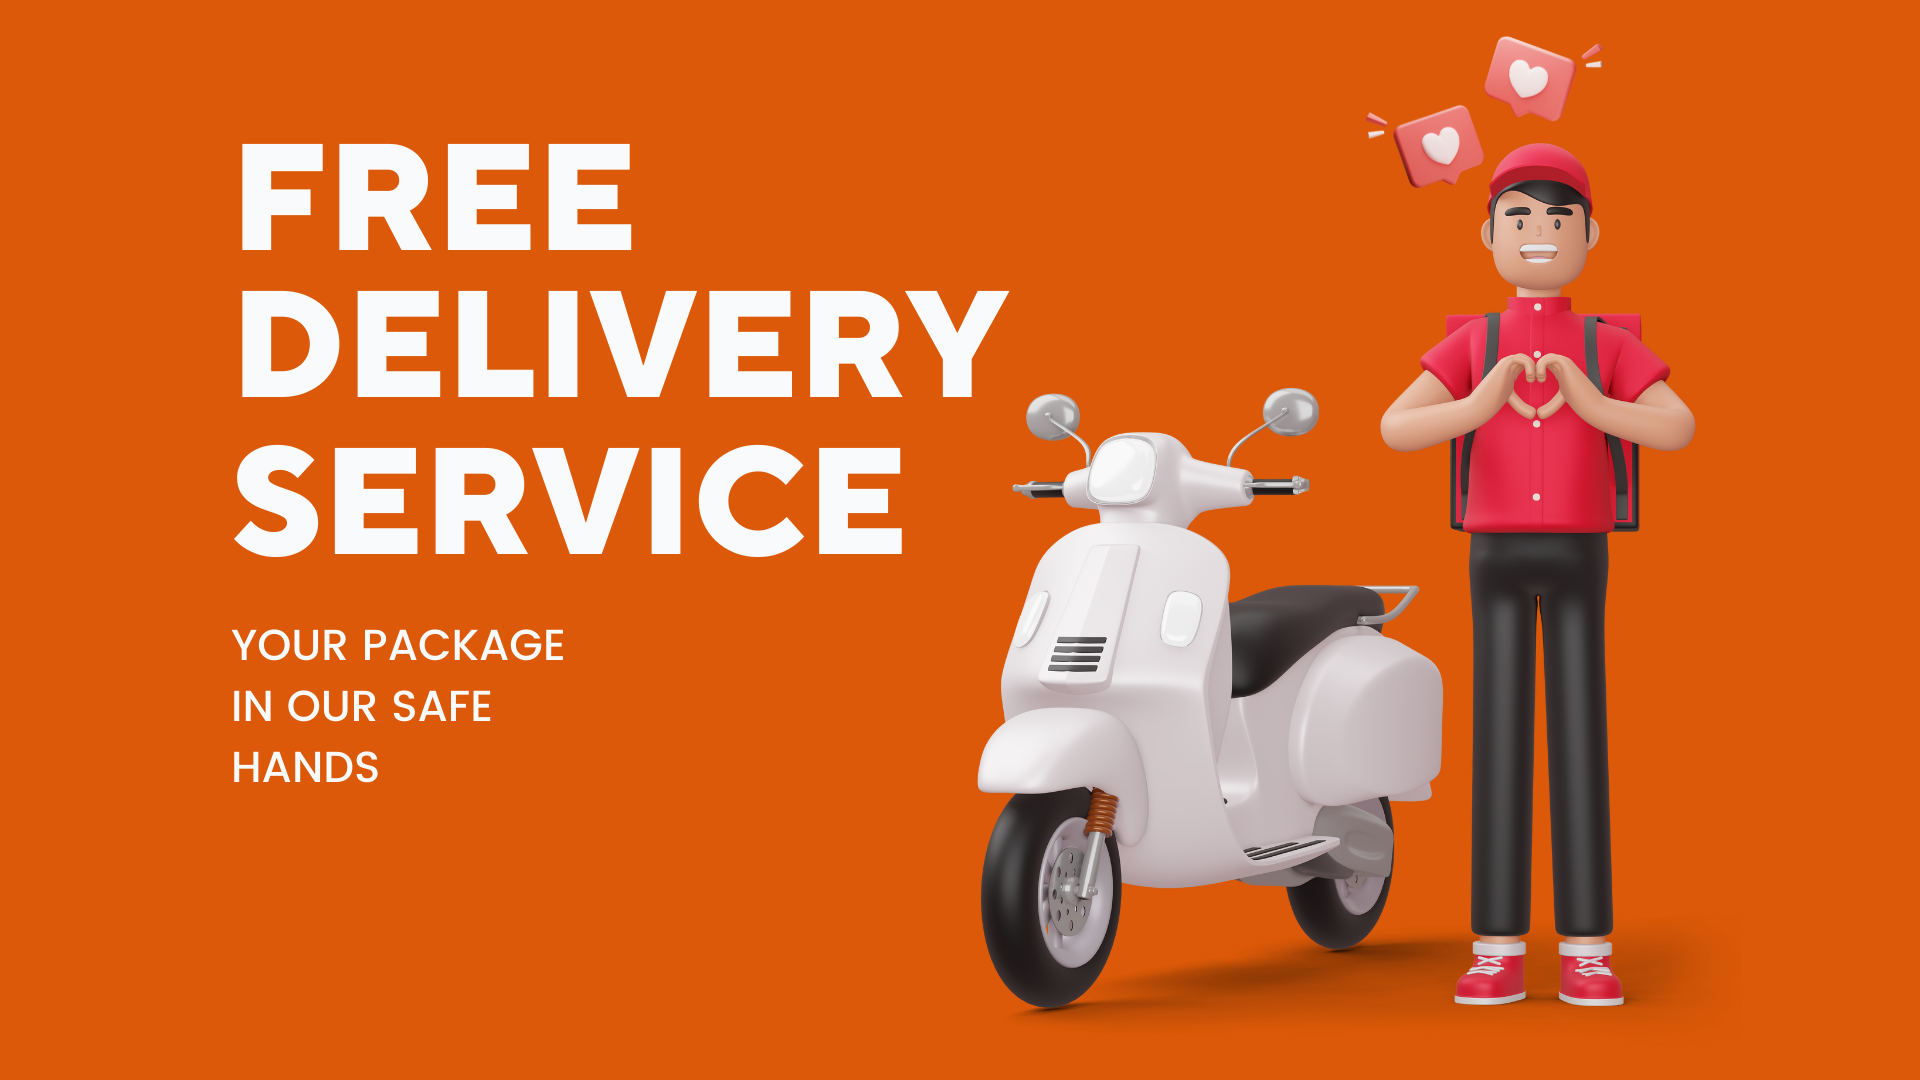 FREE
DELIVERY
SERVICE
YOUR PACKAGE
IN OUR SAFE
HANDS